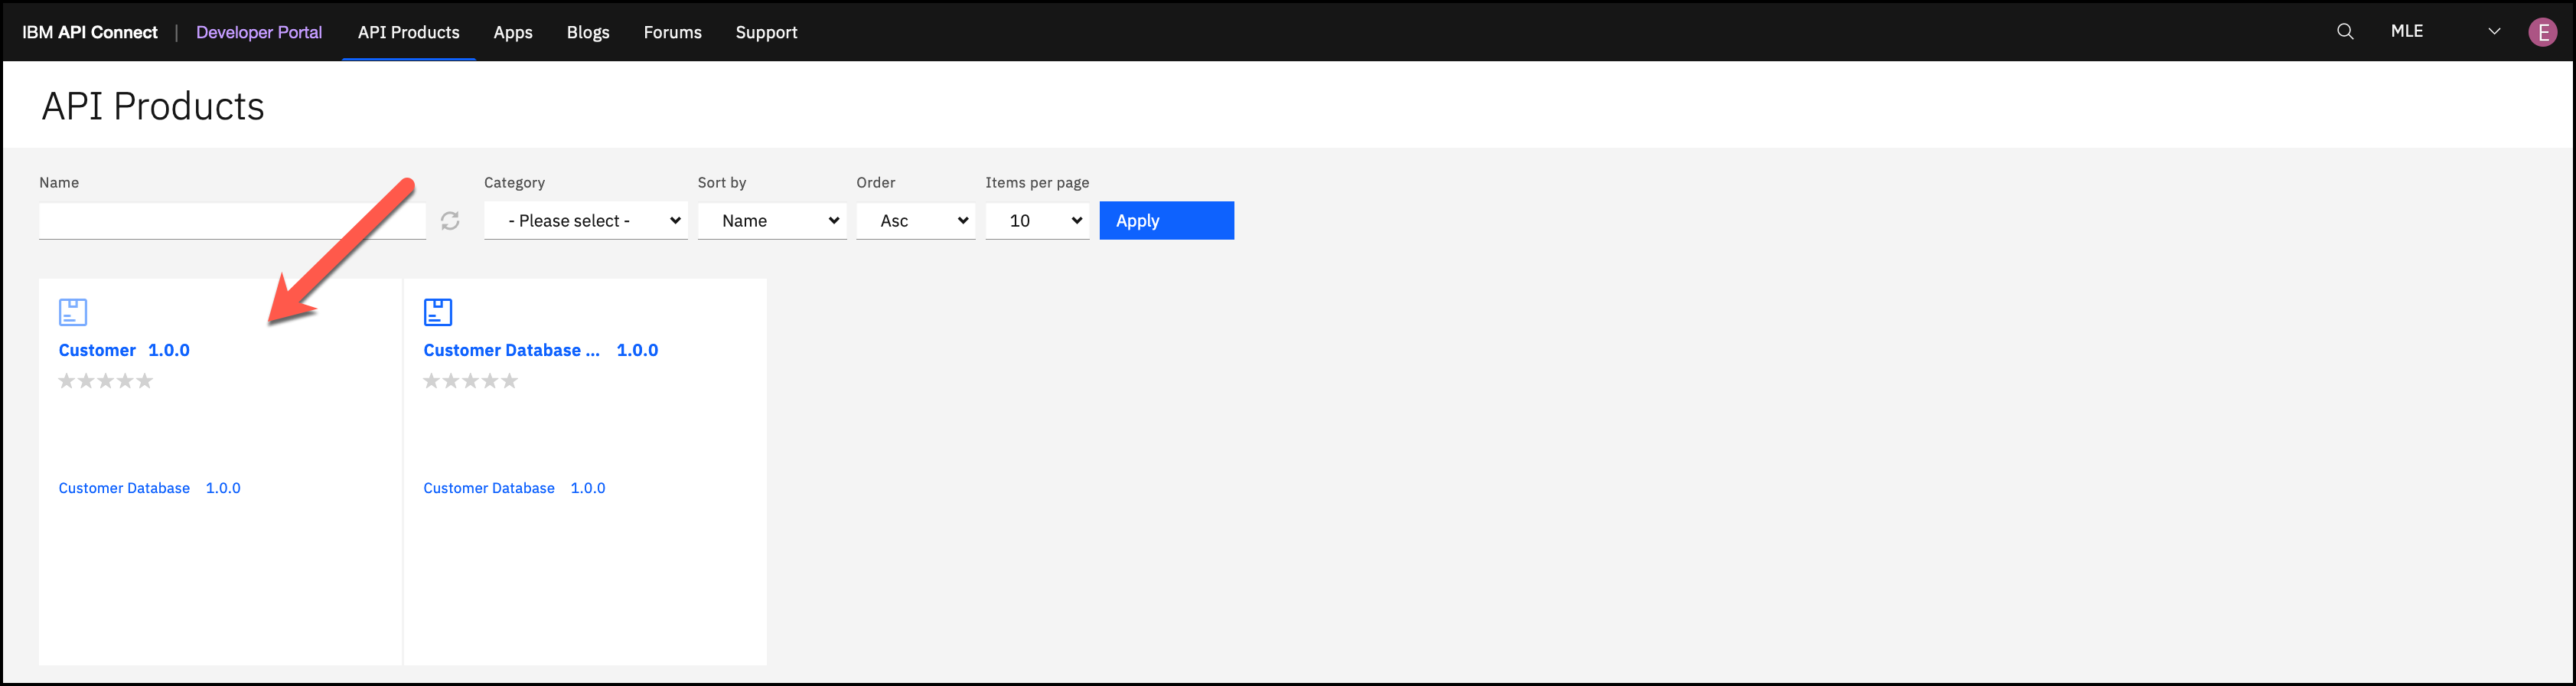 IBM API Connect | Developer Portal API Products Apps Blogs Forums Support MLE E
API Products
Name Category Sort by Order Items per page
- Please select - Name Asc 10 Apply
Customer 1.0.0 Customer Database ... 1.0.0
Customer Database 1.0.0 Customer Database 1.0.0